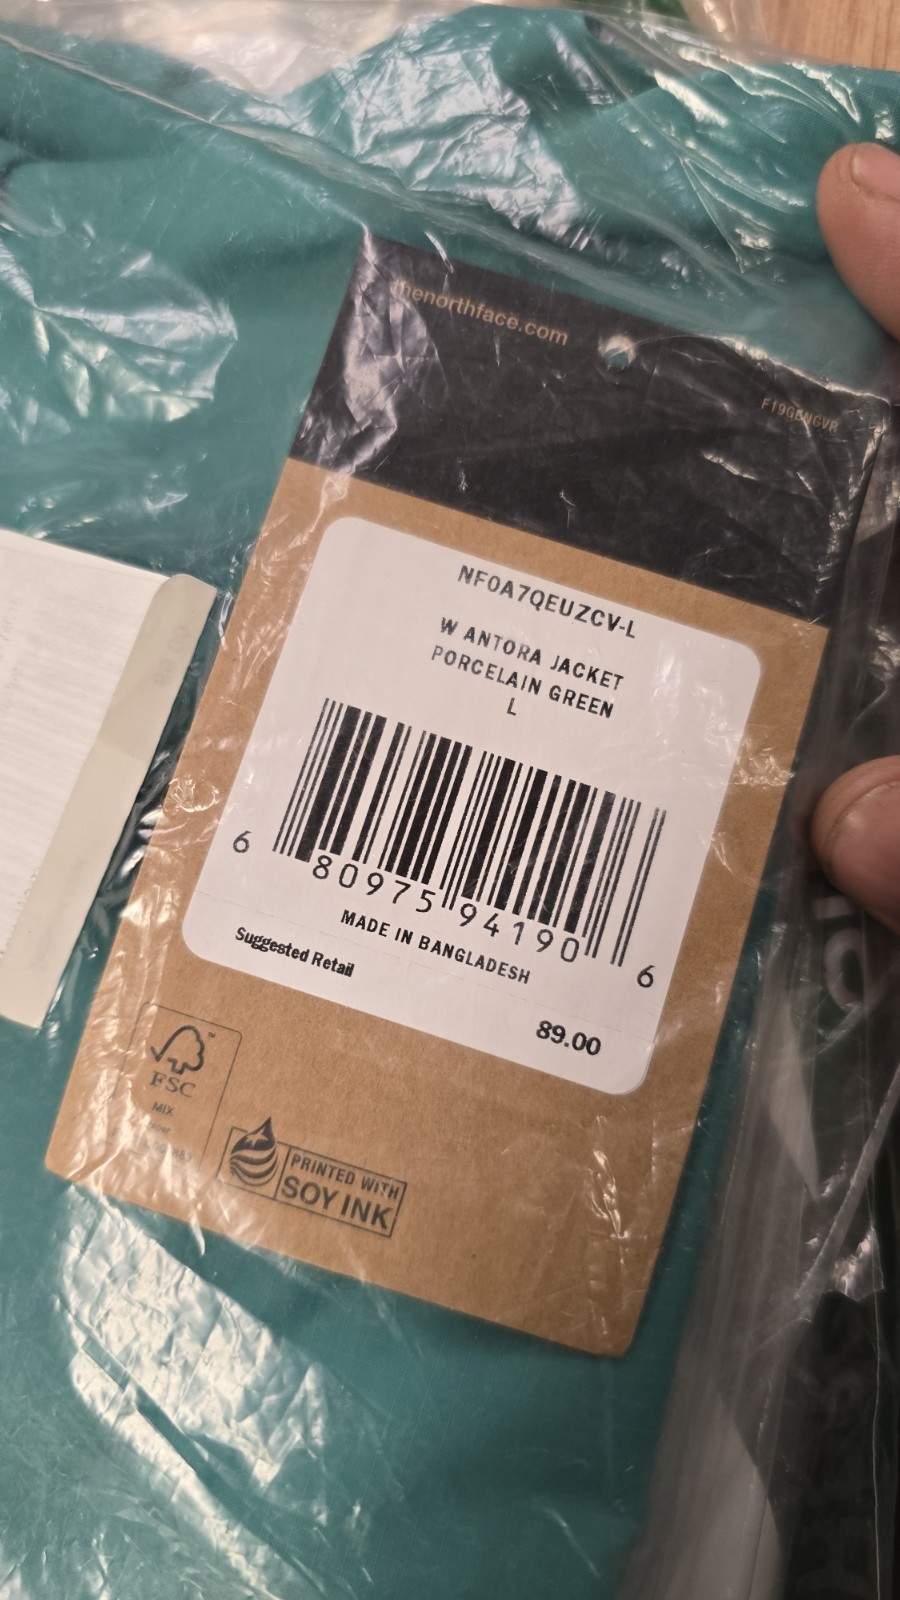 thenorthface.com
NF0A7QEUZCV-L
W ANTORA JACKET
PORCELAIN GREEN
L
6 80975 94190 6
MADE IN BANGLADESH
Suggested Retail
89.00
FSC
MIX
PRINTED WITH
SOY INK